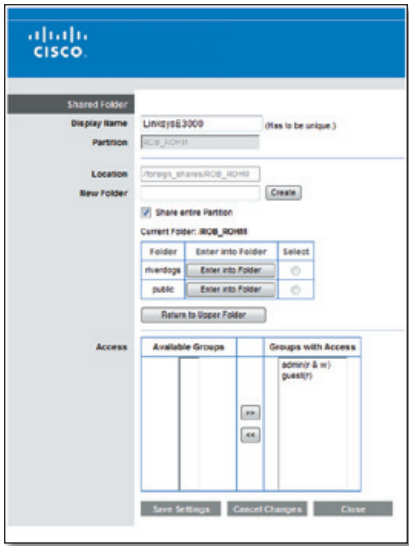 CISCO
Shared Folder
Display Name LinksysE3000 (Has to be unique.)
Partition ROB_ROHM
Location /foreign_shares/ROB_ROHM
New Folder Create
Share entire Partition
Current Folder: /ROB_ROHM
Folder Enter into Folder Select
riverdogs Enter into Folder
public Enter into Folder
Return to Upper Folder
Access Available Groups Groups with Access
admin(r & w)
guest(r)
>>
<<
Save Settings Cancel Changes Close